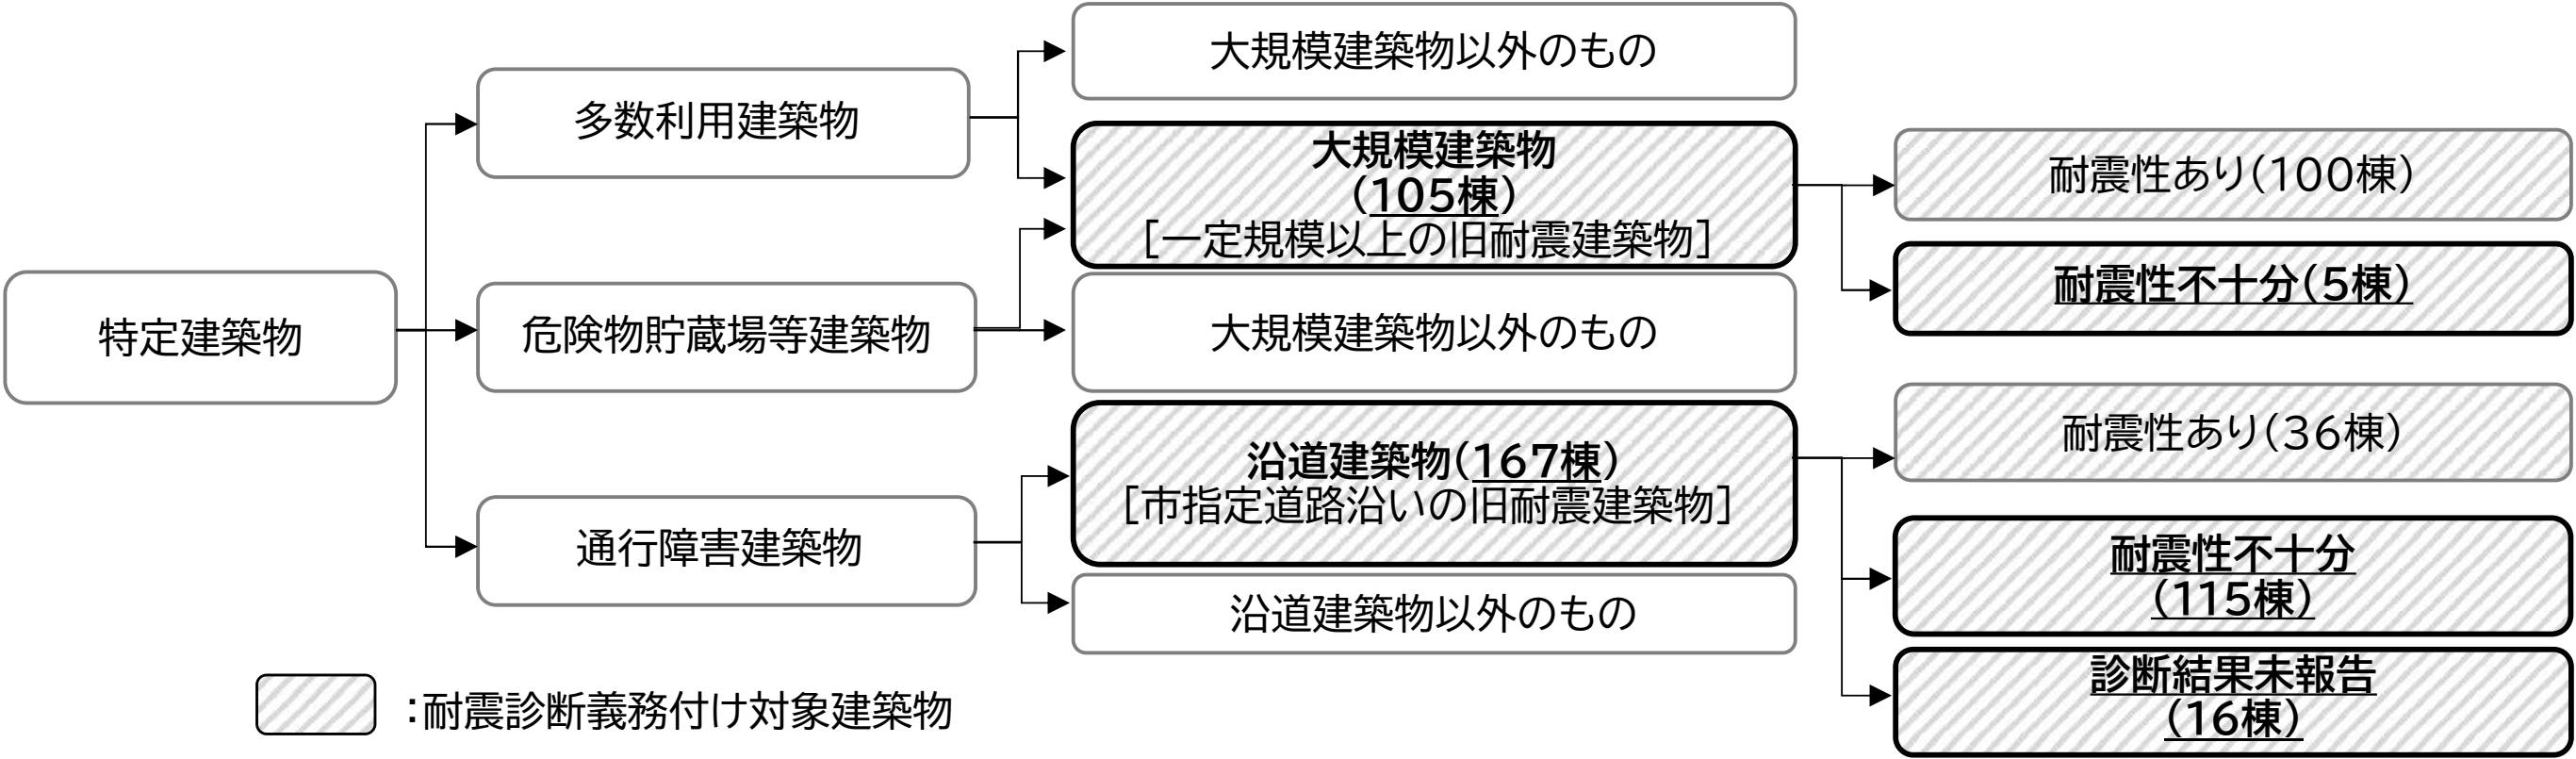 特定建築物
多数利用建築物
危険物貯蔵場等建築物
通行障害建築物
大規模建築物以外のもの
大規模建築物
（105棟）
［一定規模以上の旧耐震建築物］
大規模建築物以外のもの
沿道建築物（167棟）
［市指定道路沿いの旧耐震建築物］
沿道建築物以外のもの
耐震性あり（100棟）
耐震性不十分（5棟）
耐震性あり（36棟）
耐震性不十分
（115棟）
診断結果未報告
（16棟）
：耐震診断義務付け対象建築物